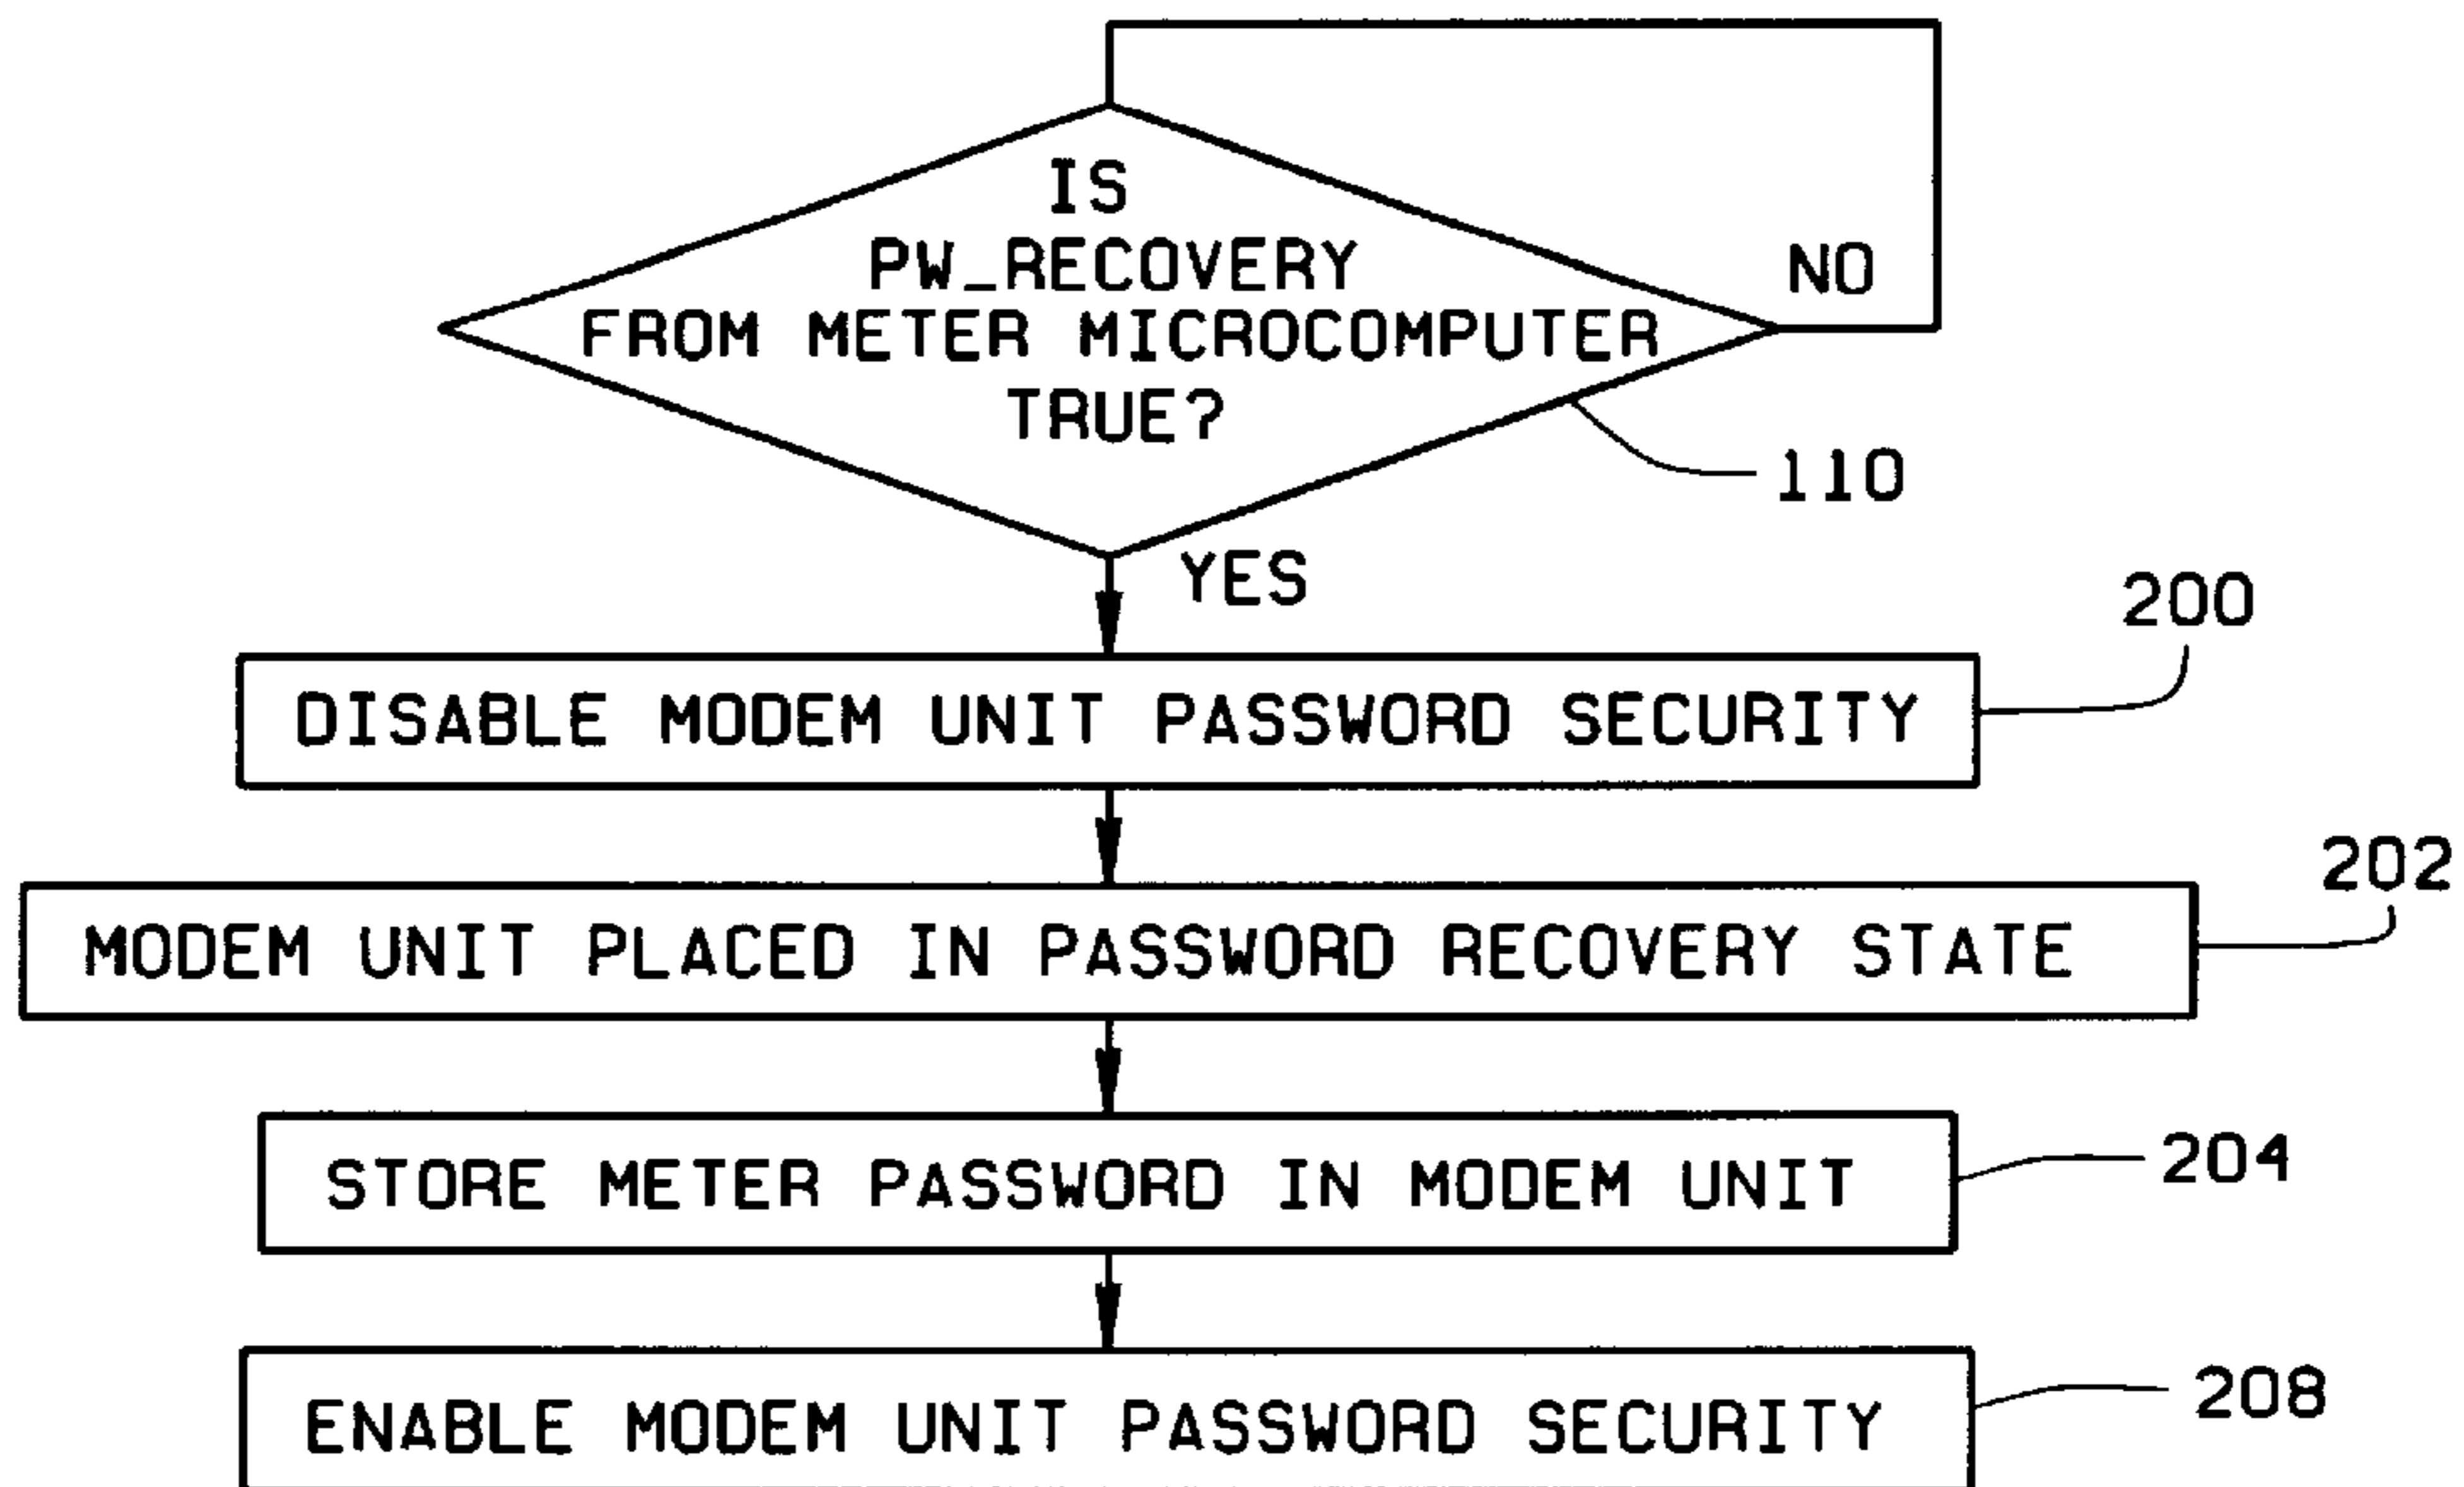 IS
PW_RECOVERY
NO
FROM METER MICROCOMPUTER
TRUE?
110
YES
200
DISABLE MODEM UNIT PASSWORD SECURITY
202
MODEM UNIT PLACED IN PASSWORD RECOVERY STATE
204
STORE METER PASSWORD IN MODEM UNIT
208
ENABLE MODEM UNIT PASSWORD SECURITY